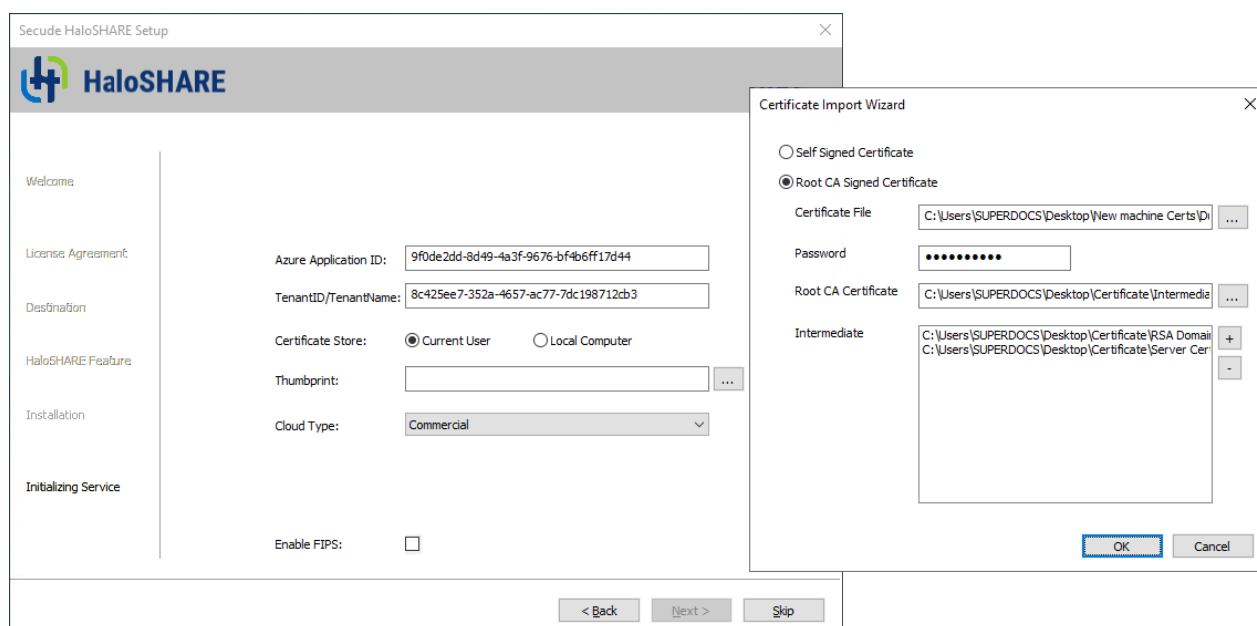 Secude HaloSHARE Setup
HaloSHARE
Welcome
License Agreement
Destination
HaloSHARE Feature
Installation
Initializing Service
Azure Application ID: 9f0de2dd-8d49-4a3f-9676-bf4b6ff17d44
TenantID/TenantName: 8c425ee7-352a-4657-ac77-7dc198712cb3
Certificate Store: Current User Local Computer
Thumbprint: ...
Cloud Type: Commercial
Enable FIPS:
< Back Next > Skip
Certificate Import Wizard
Self Signed Certificate
Root CA Signed Certificate
Certificate File C:\Users\SUPERDOCS\Desktop\New machine Certs\D ...
Password ●●●●●●●●●●
Root CA Certificate C:\Users\SUPERDOCS\Desktop\Certificate\Intermedia ...
Intermediate C:\Users\SUPERDOCS\Desktop\Certificate\RSA Domai +
C:\Users\SUPERDOCS\Desktop\Certificate\Server Cer -
OK Cancel